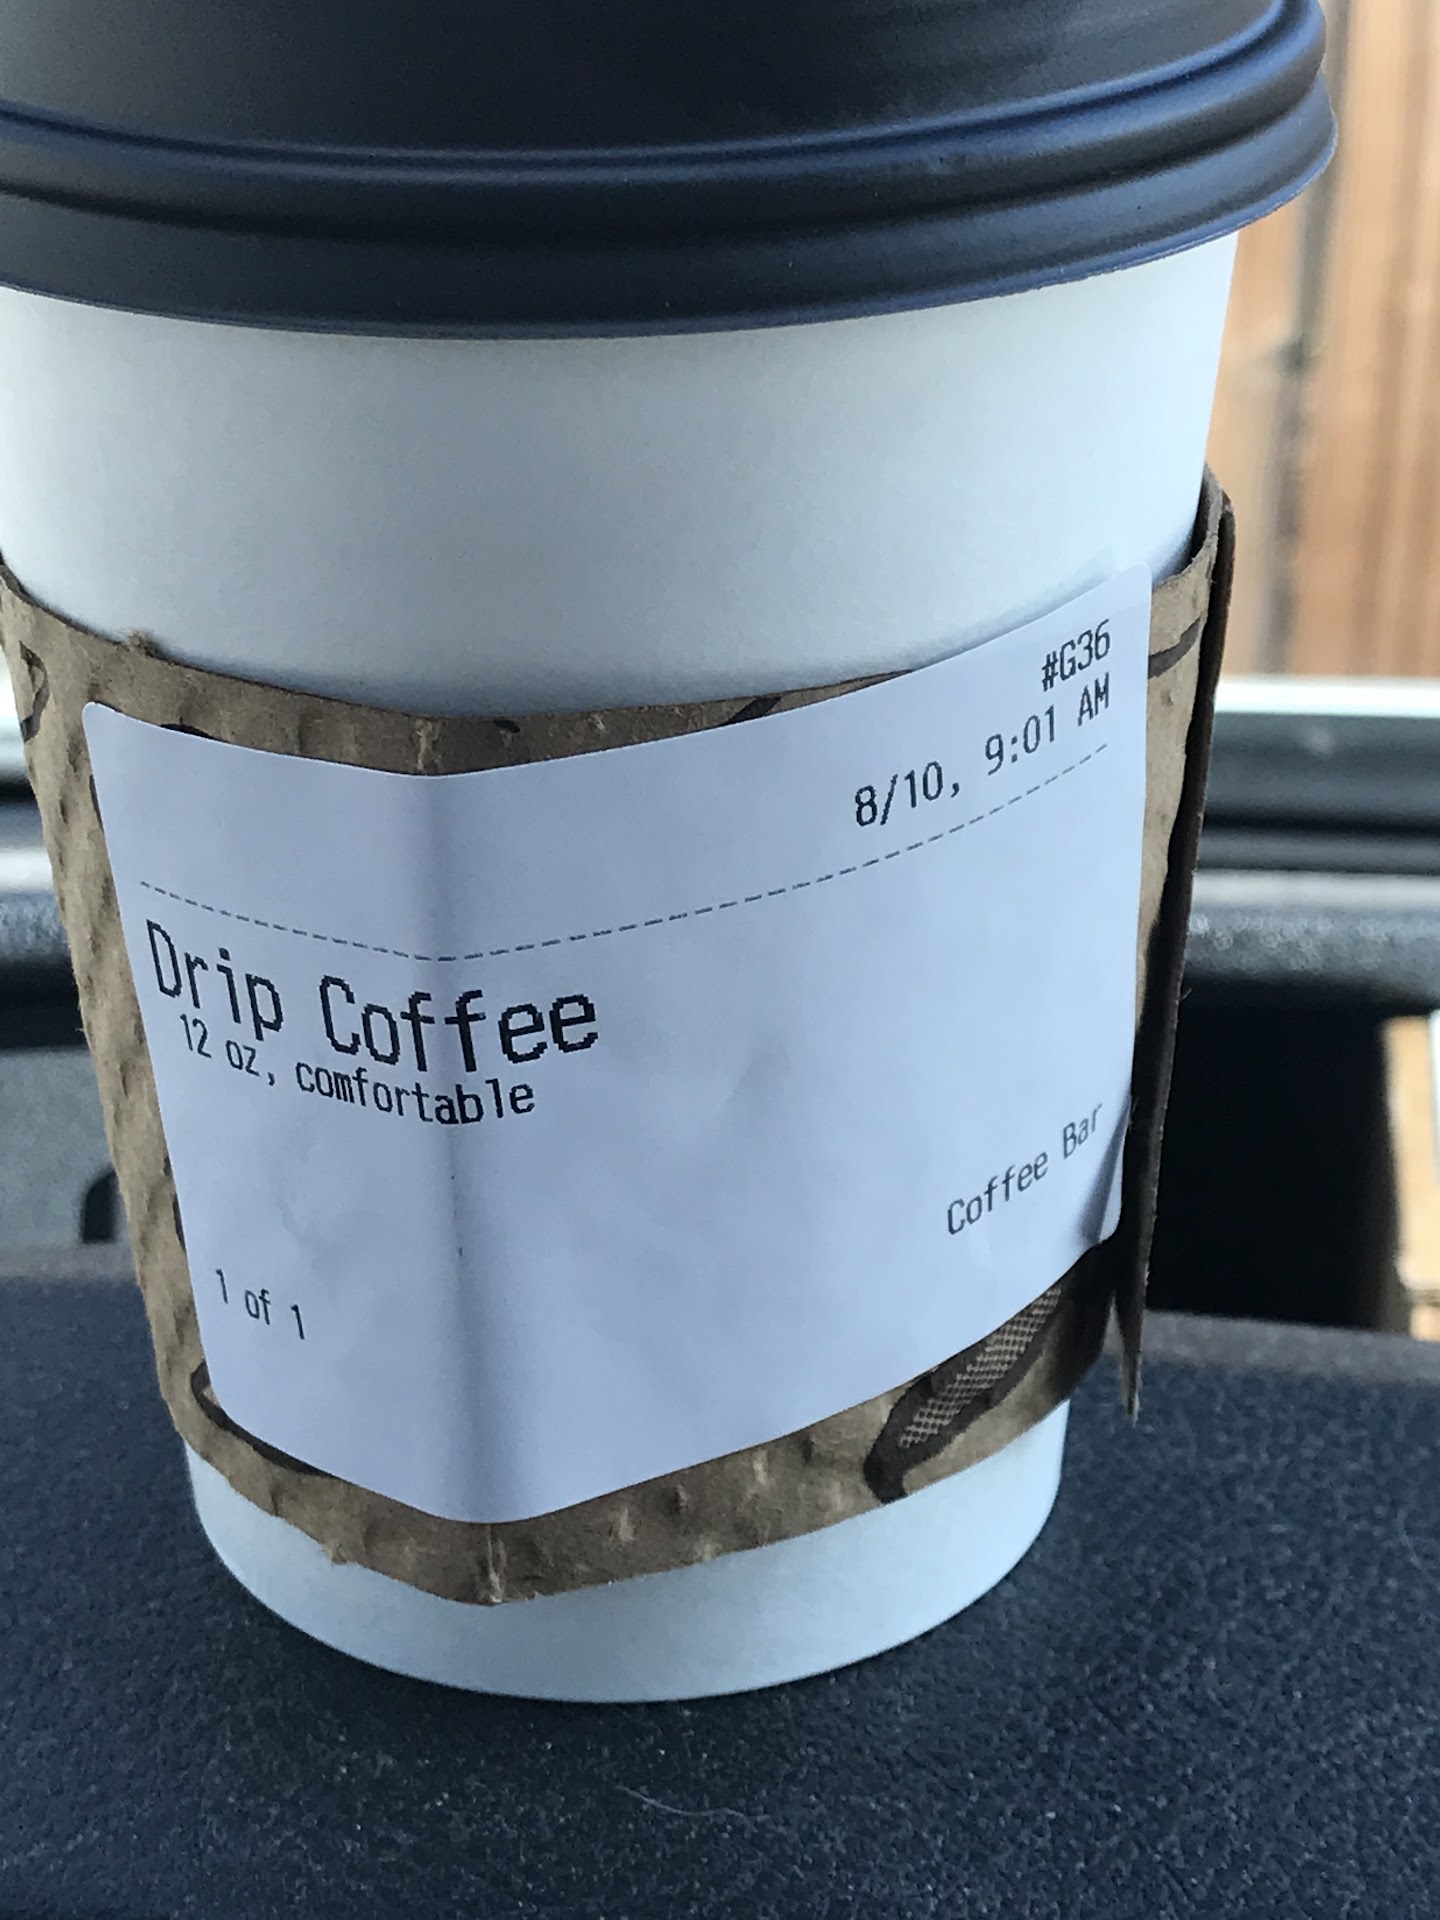 #G36
8/10, 9:01 AM
Drip Coffee
12 oz, comfortable
Coffee Bar
1 of 1